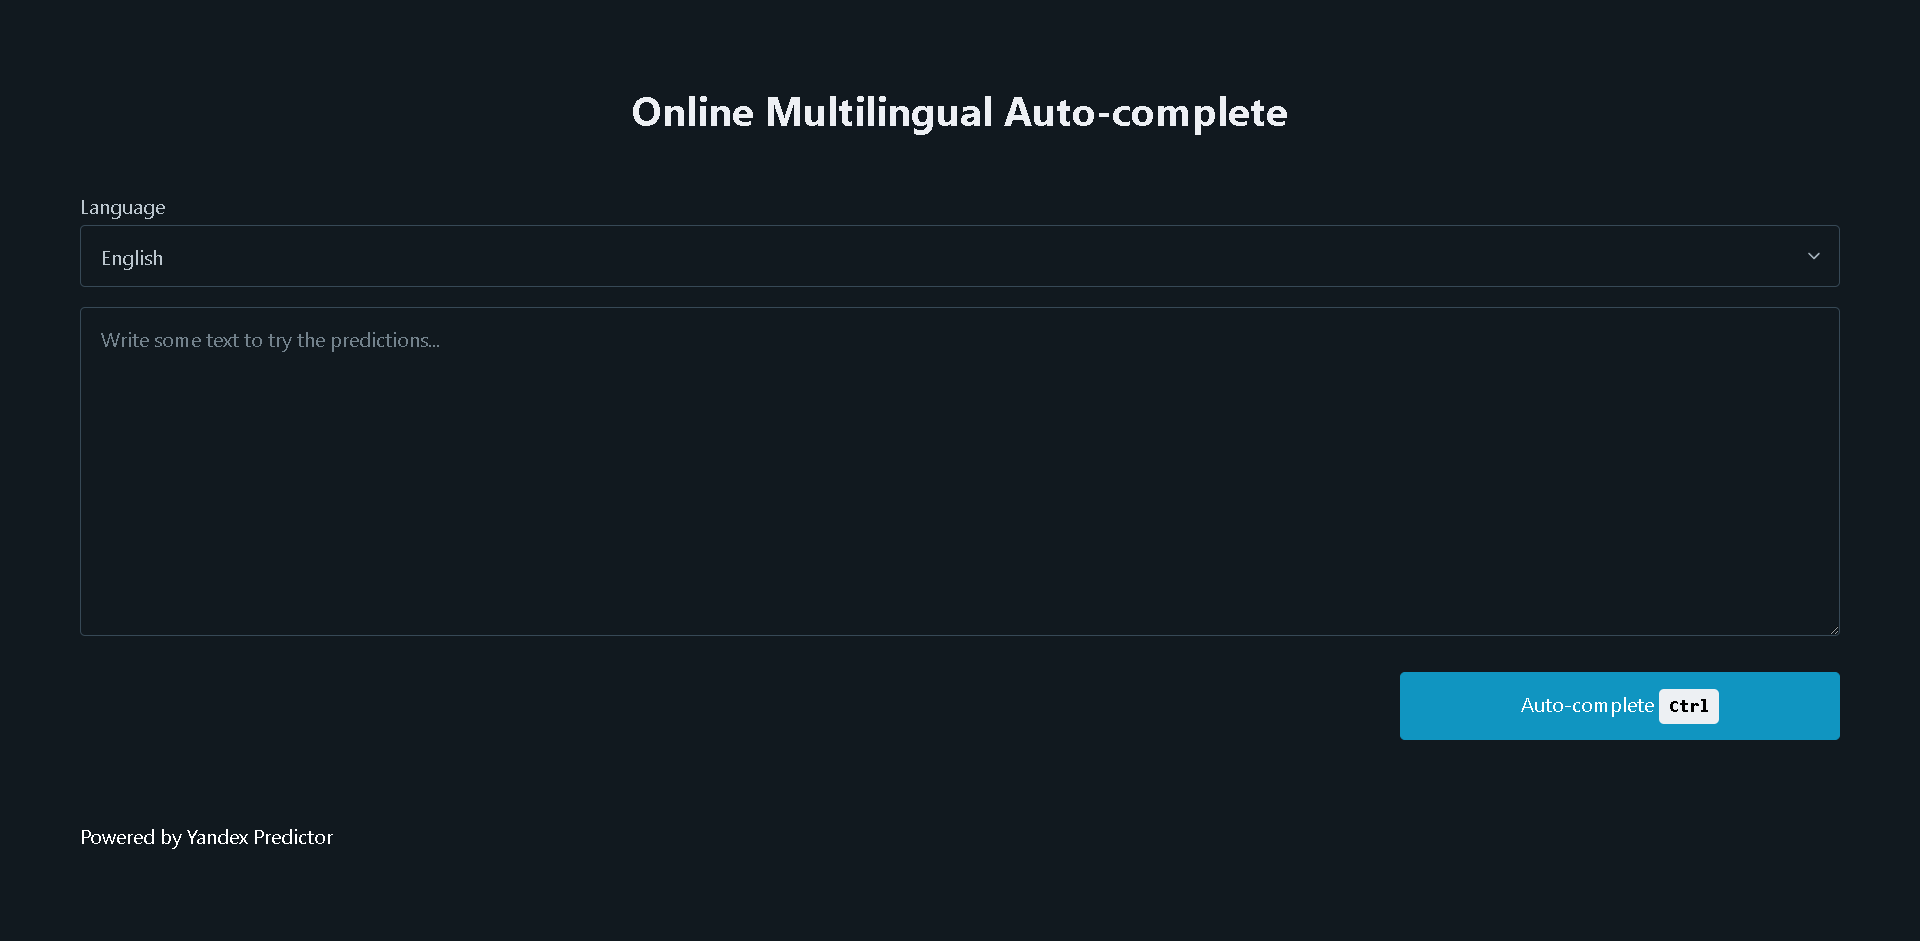 Online Multilingual Auto-complete
Language
English
Write some text to try the predictions...
Auto-complete Ctrl
Powered by Yandex Predictor